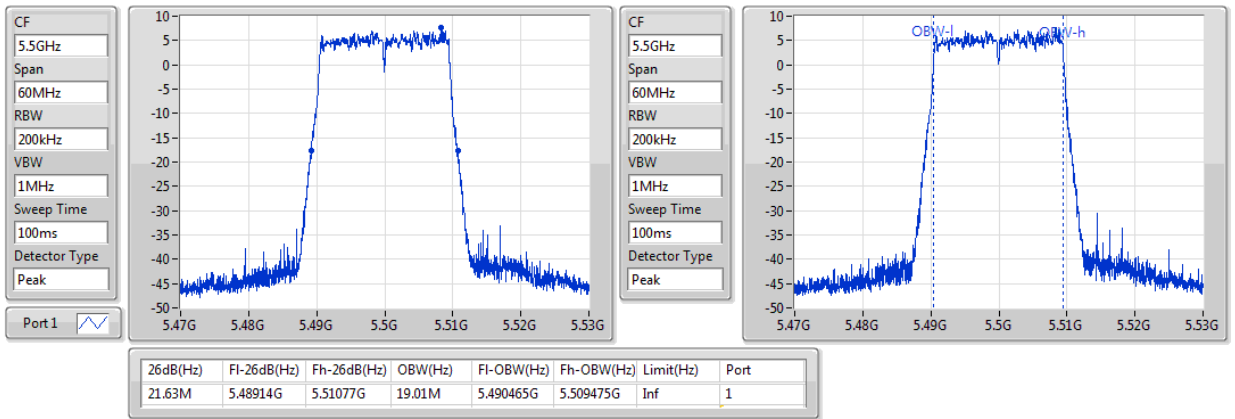 CF
5.5GHz
Span
60MHz
RBW
200kHz
VBW
1MHz
Sweep Time
100ms
Detector Type
Peak
Port 1
10
5
0
-5
-10
-15
-20
-25
-30
-35
-40
-45
-50
5.47G 5.48G 5.49G 5.5G 5.51G 5.52G 5.53G
CF
5.5GHz
Span
60MHz
RBW
200kHz
VBW
1MHz
Sweep Time
100ms
Detector Type
Peak
OBW-l OBW-h
10
5
0
-5
-10
-15
-20
-25
-30
-35
-40
-45
-50
5.47G 5.48G 5.49G 5.5G 5.51G 5.52G 5.53G
26dB(Hz) Fl-26dB(Hz) Fh-26dB(Hz) OBW(Hz) Fl-OBW(Hz) Fh-OBW(Hz) Limit(Hz) Port
21.63M 5.48914G 5.51077G 19.01M 5.490465G 5.509475G Inf 1